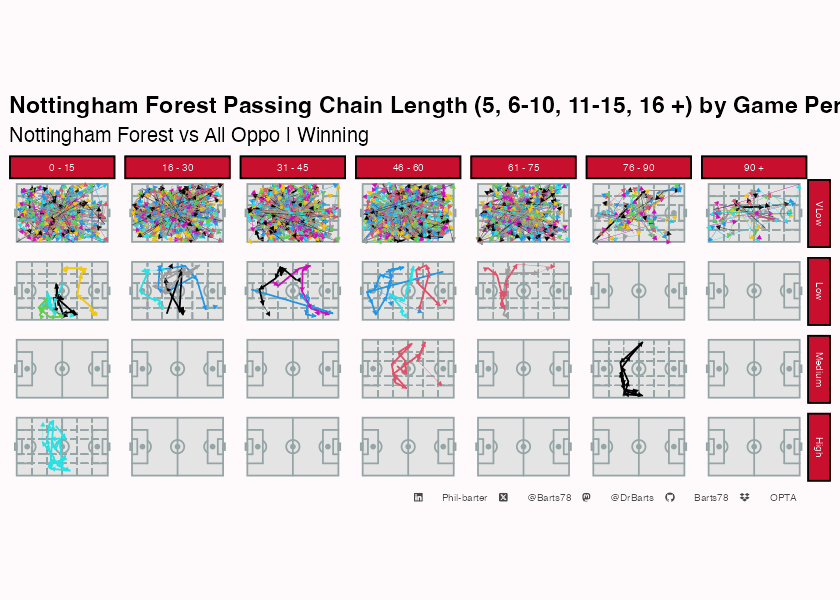 Nottingham Forest Passing Chain Length (5, 6-10, 11-15, 16 +) by Game Per
Nottingham Forest vs All Oppo | Winning
0 - 15 16 - 30 31 - 45 46 - 60 61 - 75 76 - 90 90 +
VLow
Low
Medium
High
Phil-barter @Barts78 @DrBarts Barts78 OPTA